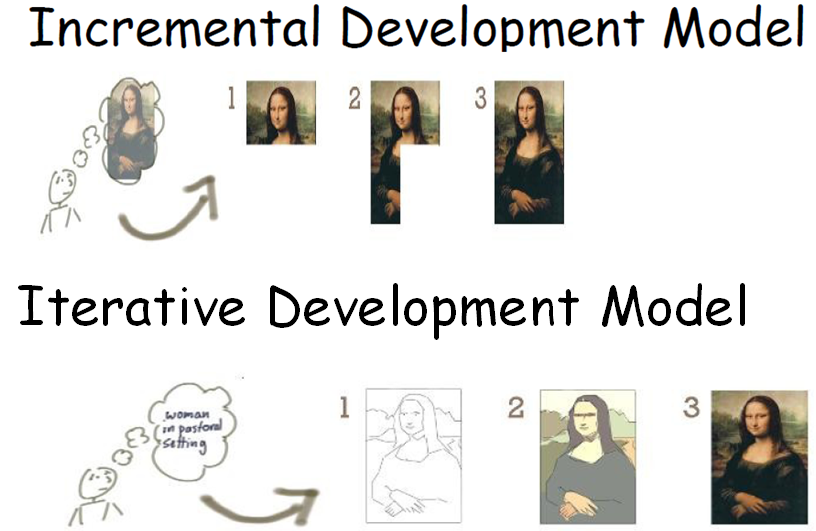 Incremental Development Model
1 2 3
Iterative Development Model
woman
in pastoral
setting
1 2 3